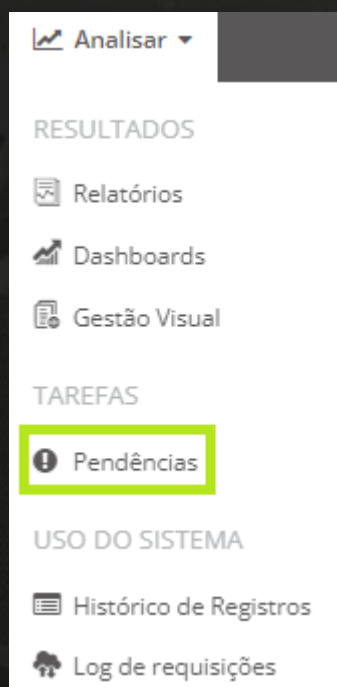 Analisar
RESULTADOS
Relatórios
Dashboards
Gestão Visual
TAREFAS
Pendências
USO DO SISTEMA
Histórico de Registros
Log de requisições